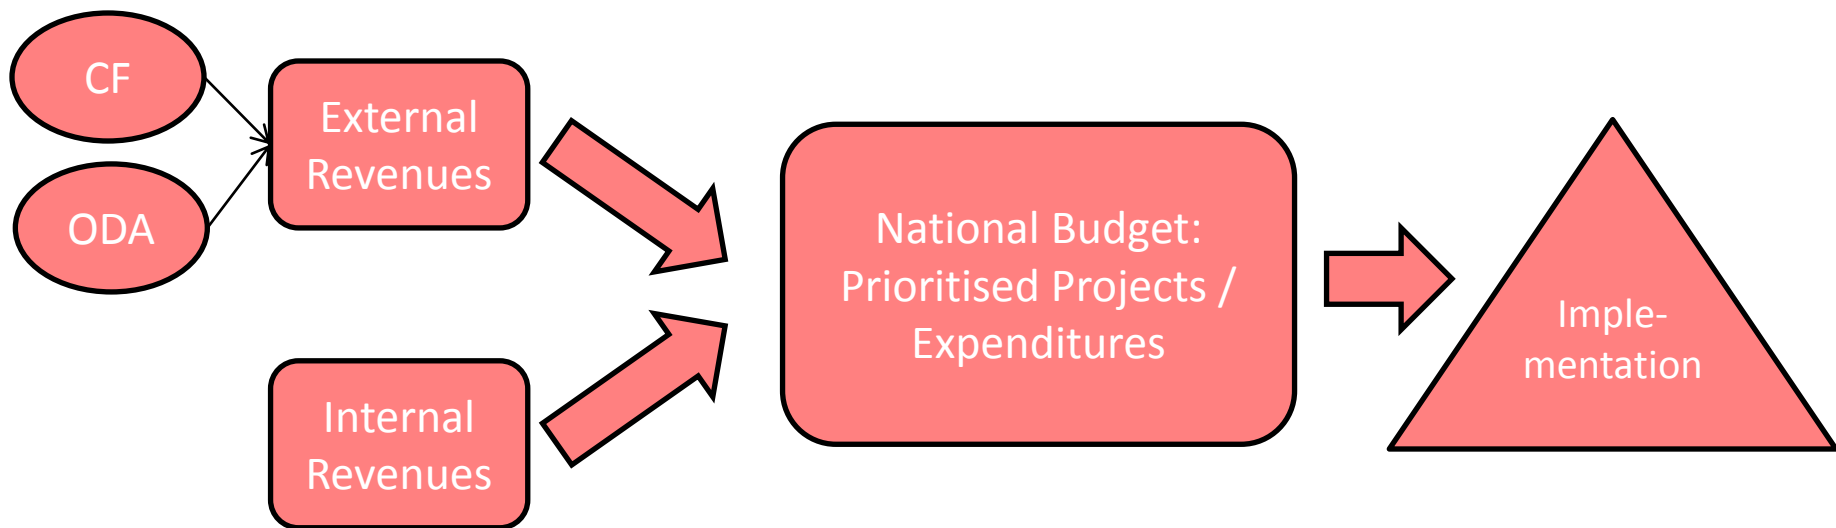 CF
ODA
External
Revenues
Internal
Revenues
National Budget:
Prioritised Projects /
Expenditures
Imple-
mentation